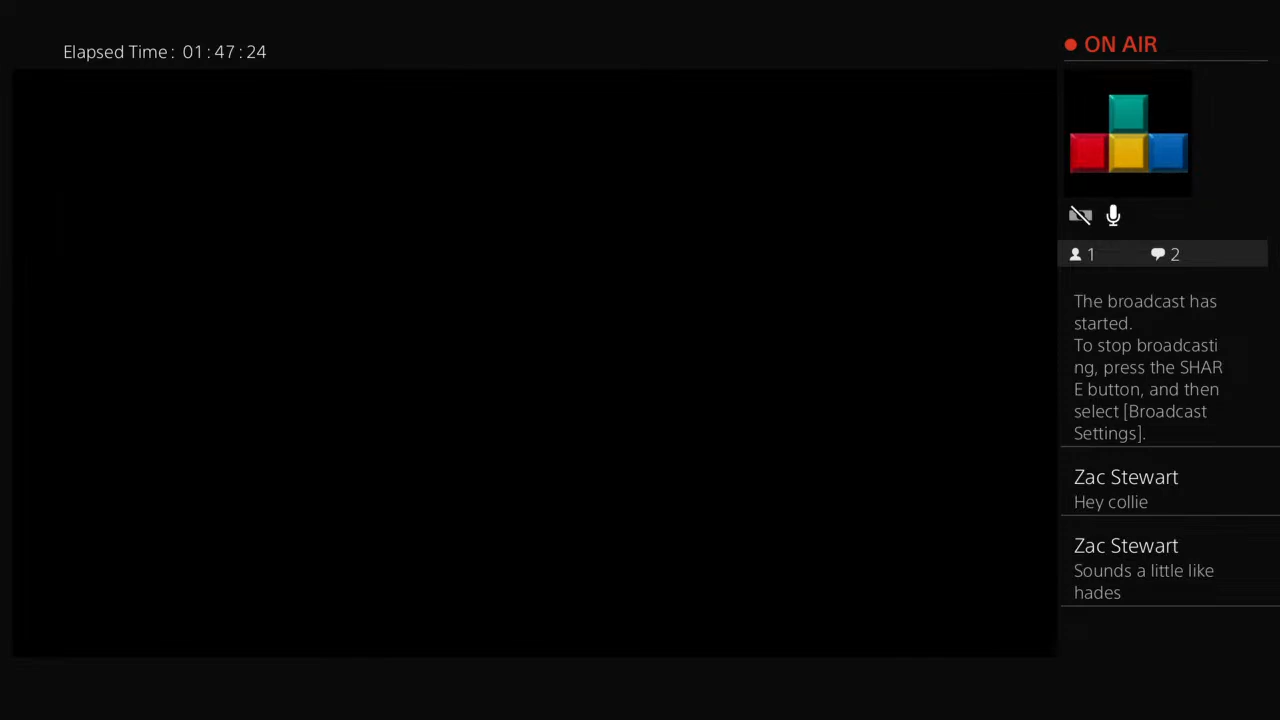 Elapsed Time: 01:47:24
ON AIR
1 2
The broadcast has
started.
To stop broadcasti
ng, press the SHAR
E button, and then
select [Broadcast
Settings].
Zac Stewart
Hey collie
Zac Stewart
Sounds a little like
hades